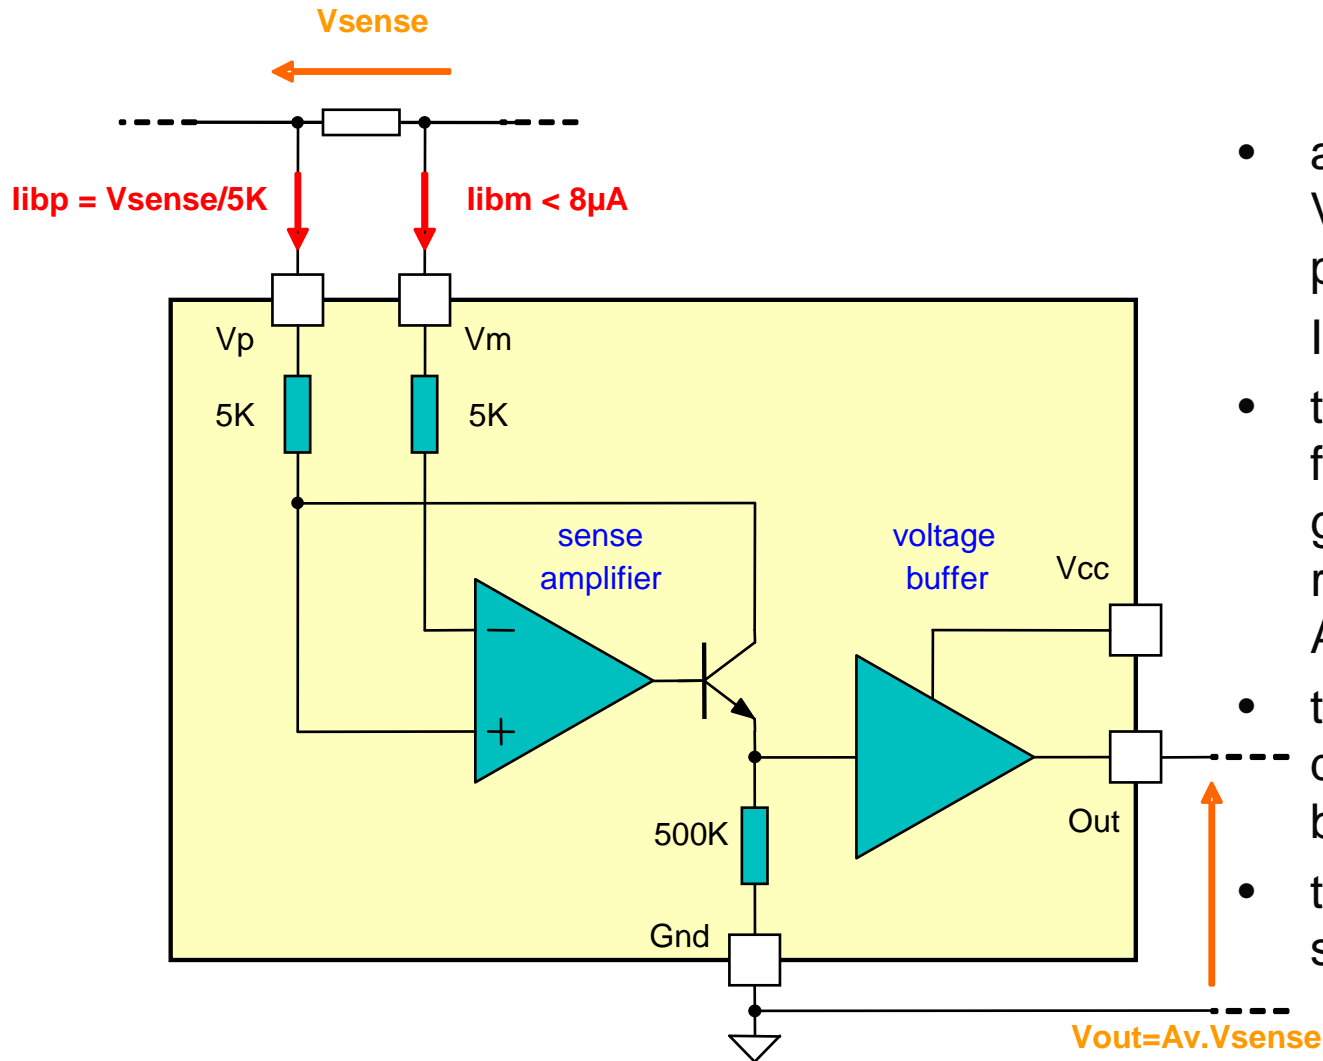 Vsense
Iibp = Vsense/5K
Iibm < 8µA
Vp
Vm
5K
5K
sense
amplifier
voltage
buffer
Vcc
−
+
500K
Out
Gnd
Vout=Av.Vsense